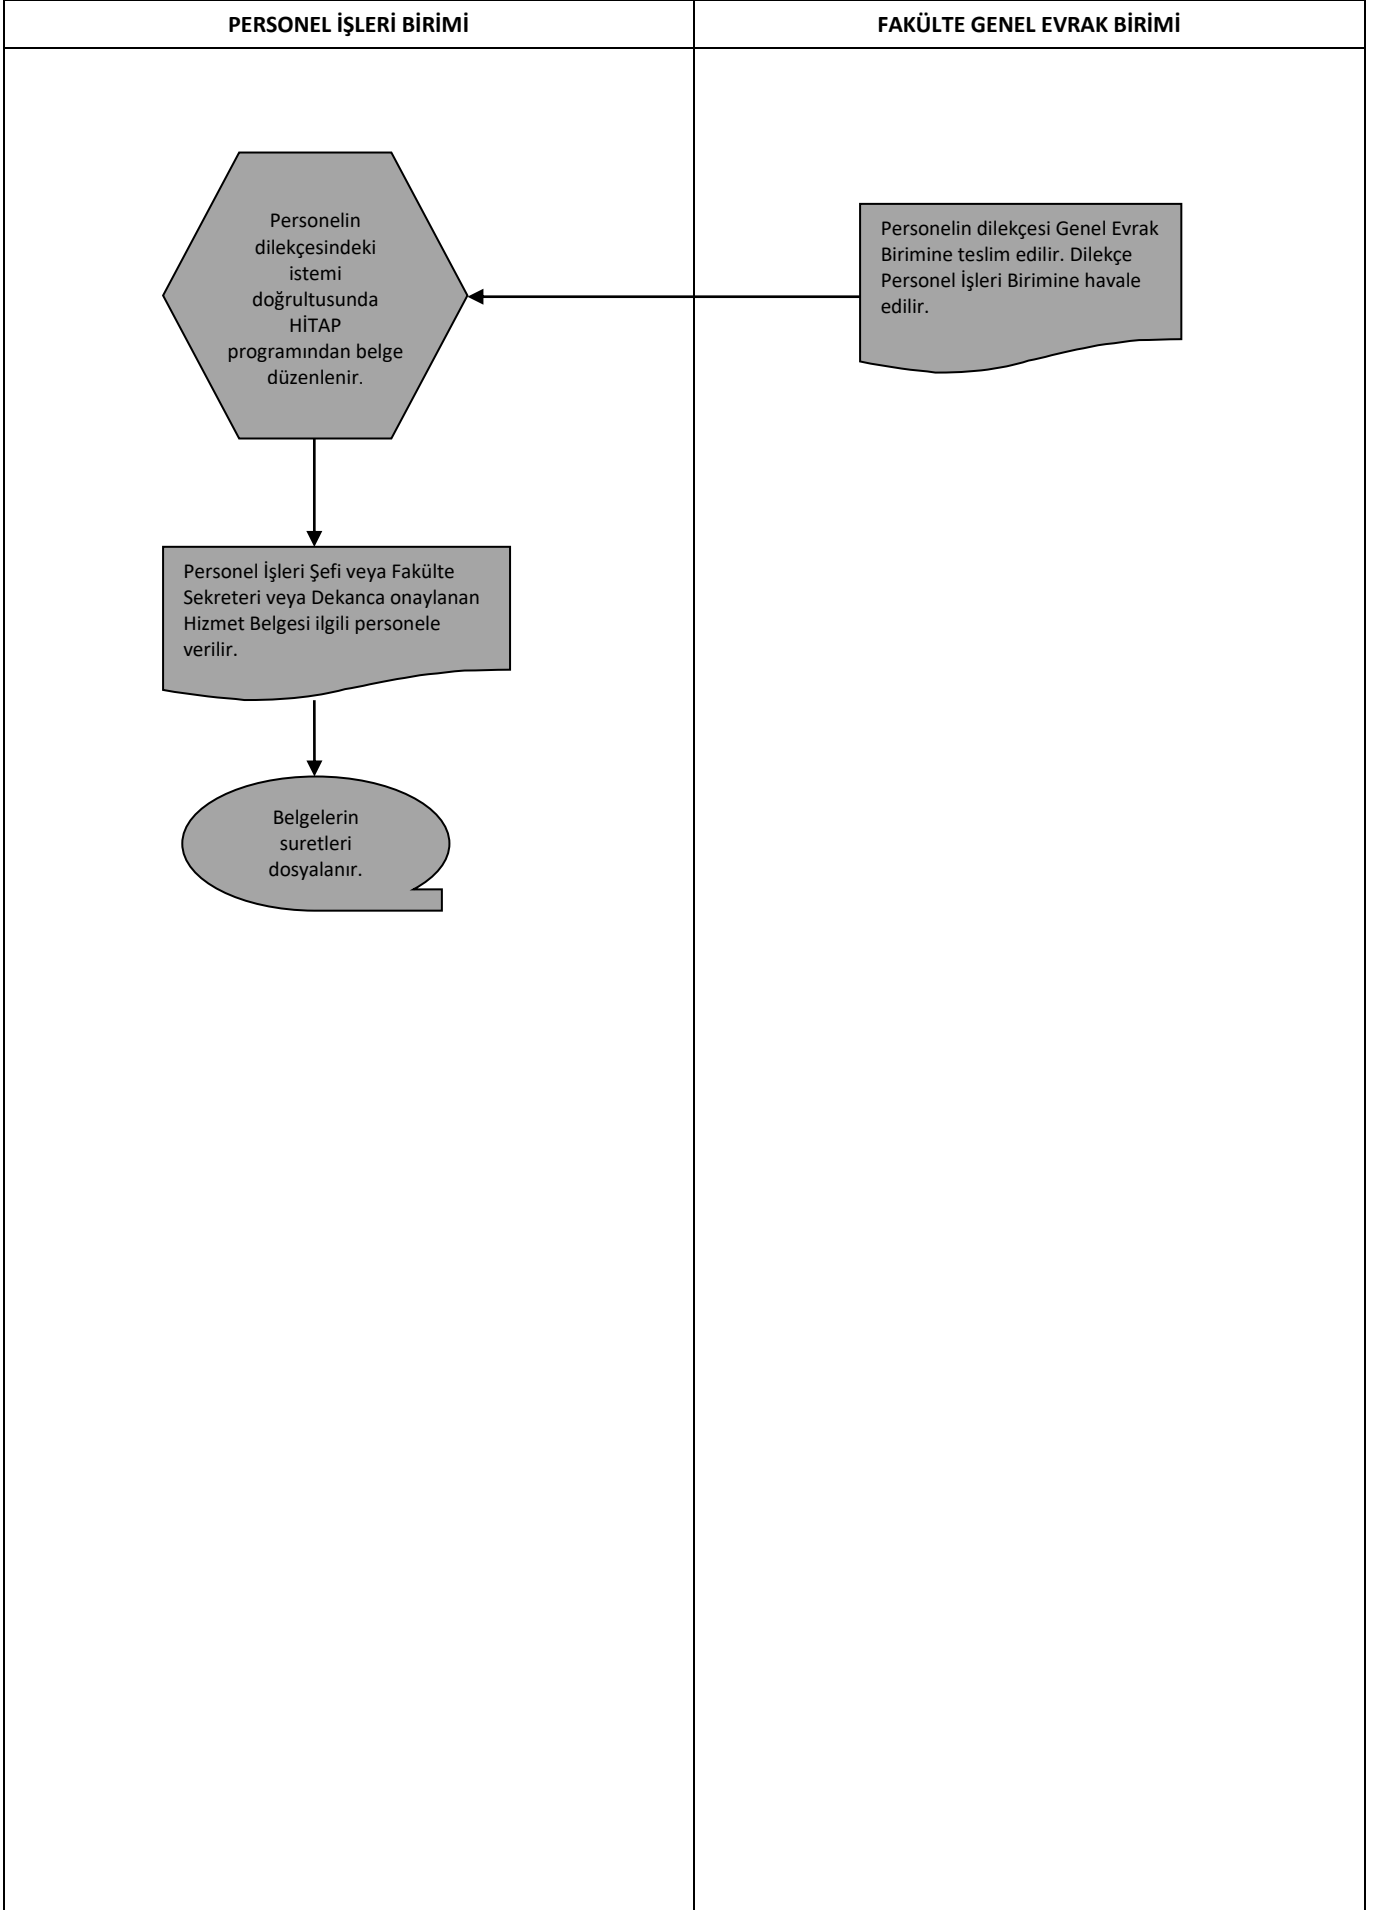 PERSONEL İŞLERİ BİRİMİ
FAKÜLTE GENEL EVRAK BİRİMİ
Personelin
dilekçesindeki
istemi
doğrultusunda
HİTAP
programından belge
düzenlenir.
Personelin dilekçesi Genel Evrak
Birimine teslim edilir. Dilekçe
Personel İşleri Birimine havale
edilir.
Personel İşleri Şefi veya Fakülte
Sekreteri veya Dekanca onaylanan
Hizmet Belgesi ilgili personele
verilir.
Belgelerin
suretleri
dosyalanır.